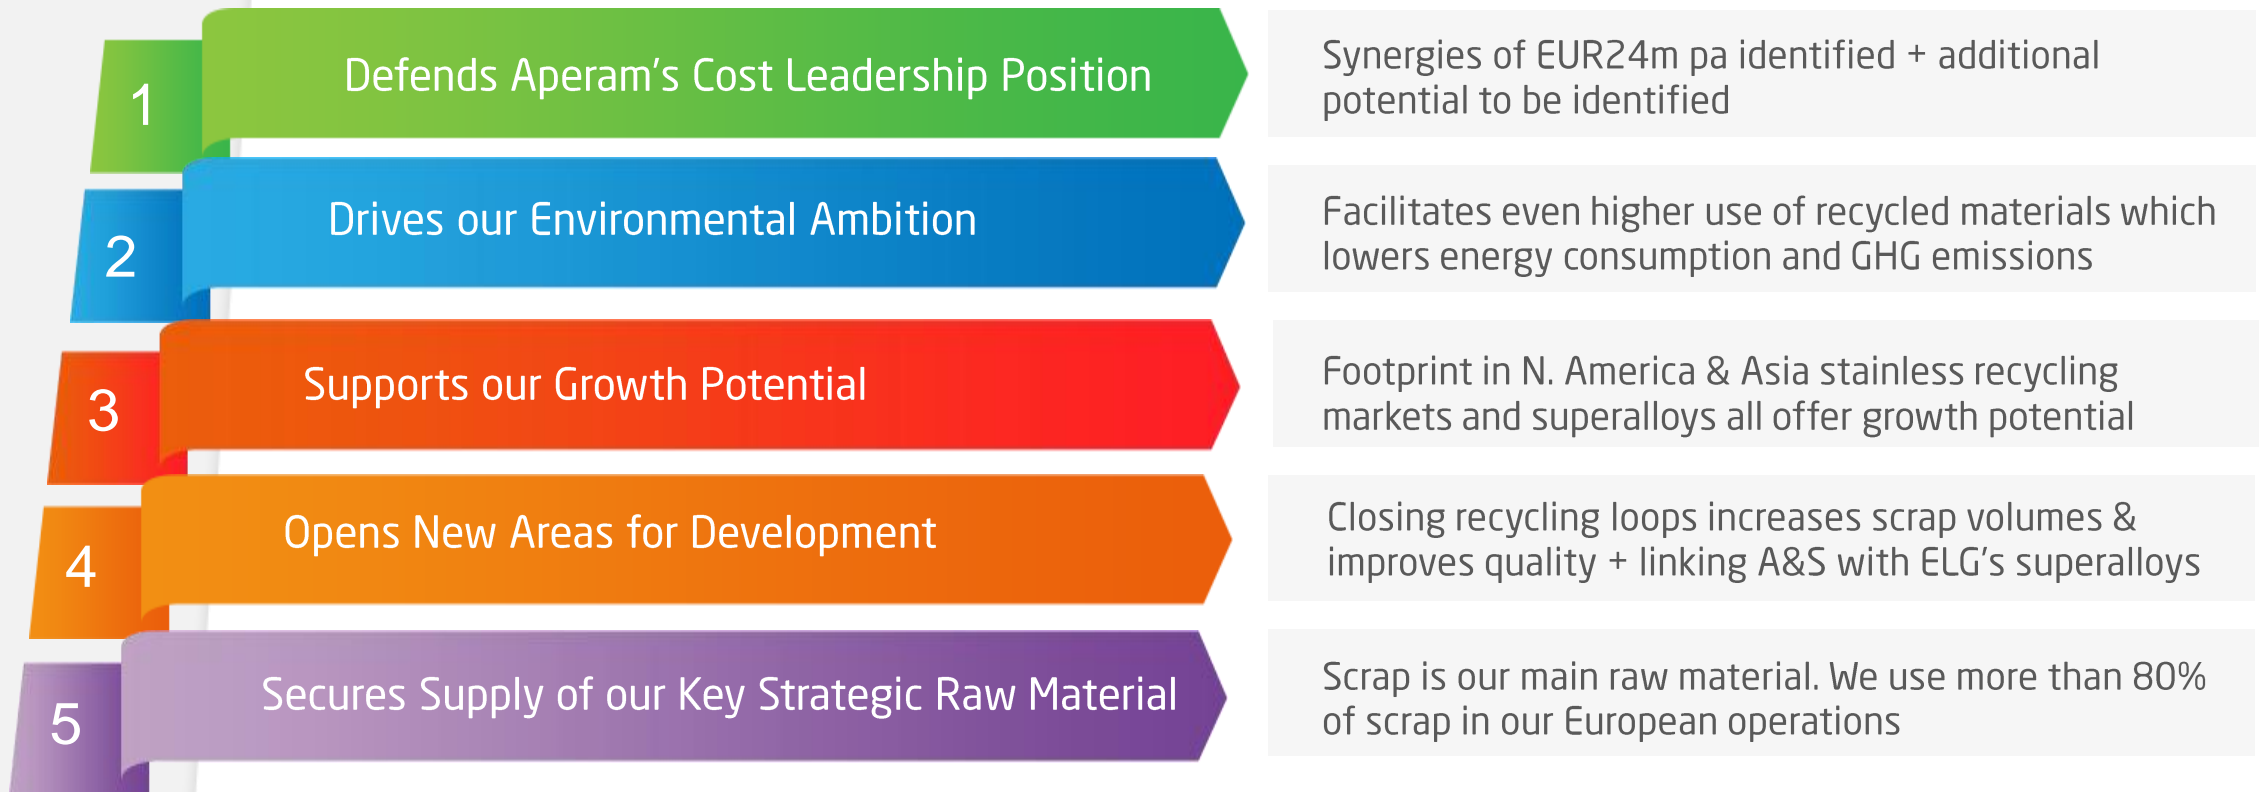 1
Defends Aperam's Cost Leadership Position
Synergies of EUR24m pa identified + additional
potential to be identified
2
Drives our Environmental Ambition
Facilitates even higher use of recycled materials which
lowers energy consumption and GHG emissions
3
Supports our Growth Potential
Footprint in N. America & Asia stainless recycling
markets and superalloys all offer growth potential
4
Opens New Areas for Development
Closing recycling loops increases scrap volumes &
improves quality + linking A&S with ELG's superalloys
5
Secures Supply of our Key Strategic Raw Material
Scrap is our main raw material. We use more than 80%
of scrap in our European operations